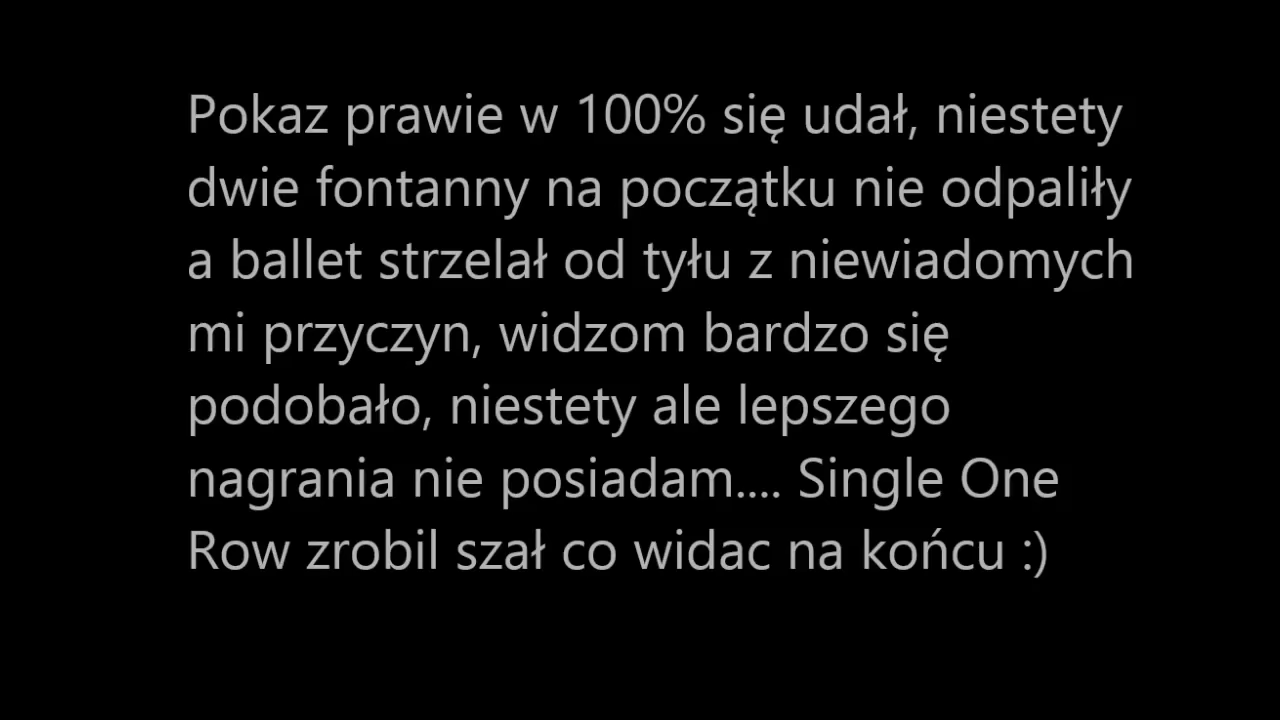 Pokaz prawie w 100% się udał, niestety
dwie fontanny na początku nie odpaliły
a ballet strzelał od tyłu z niewiadomych
mi przyczyn, widzom bardzo się
podobało, niestety ale lepszego
nagrania nie posiadam.... Single One
Row zrobil szał co widac na końcu :)